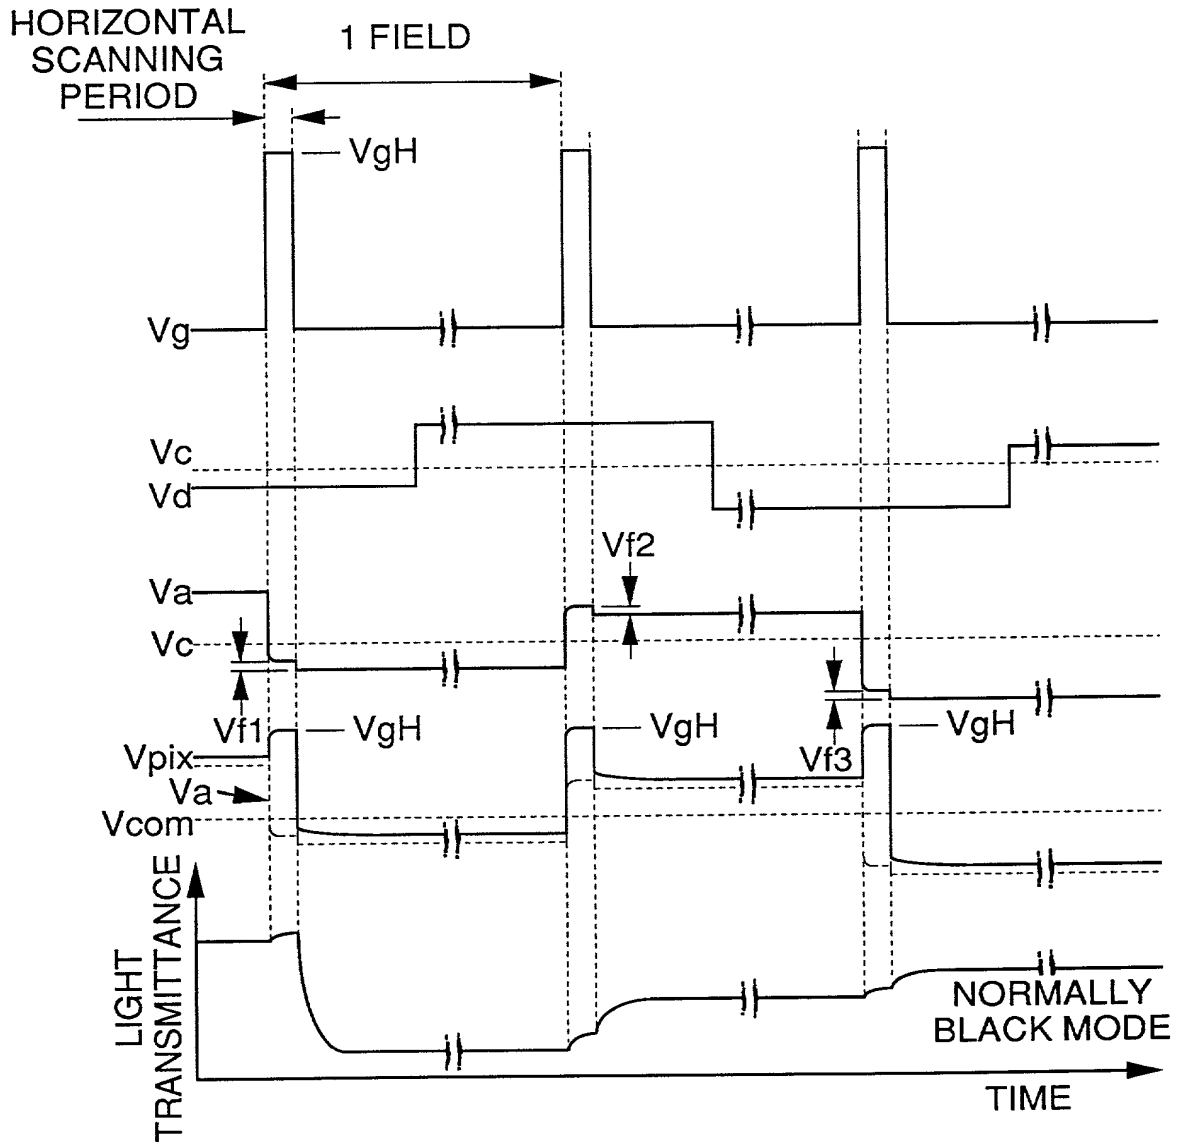 HORIZONTAL
SCANNING
PERIOD
1 FIELD
VgH
Vg
Vc
Vd
Vf2
Va
Vc
Vf1
VgH
VgH
VgH
Vf3
Vpix
Va
Vcom
LIGHT
TRANSMITTANCE
NORMALLY
BLACK MODE
TIME